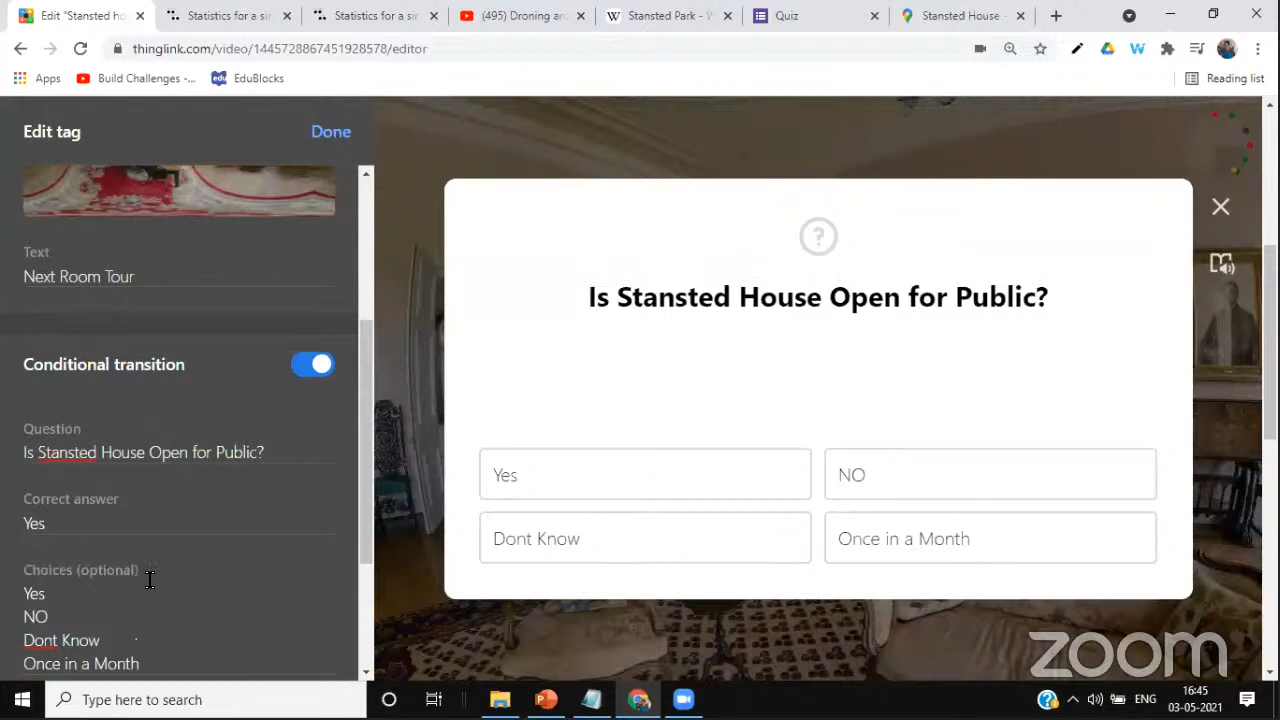 Edit "Stansted ho
Statistics for a sir
Statistics for a sir
(495) Droning aro
Stansted Park - W
Quiz
Stansted House -
thinglink.com/video/1445728867451928578/editor
Apps
Build Challenges -...
EduBlocks
Reading list
Edit tag
Done
Text
Next Room Tour
Conditional transition
Question
Is Stansted House Open for Public?
Correct answer
Yes
Choices (optional)
Yes
NO
Dont Know
Once in a Month
Is Stansted House Open for Public?
Yes
NO
Dont Know
Once in a Month
zoom
Type here to search
ENG
16:45
03-05-2021